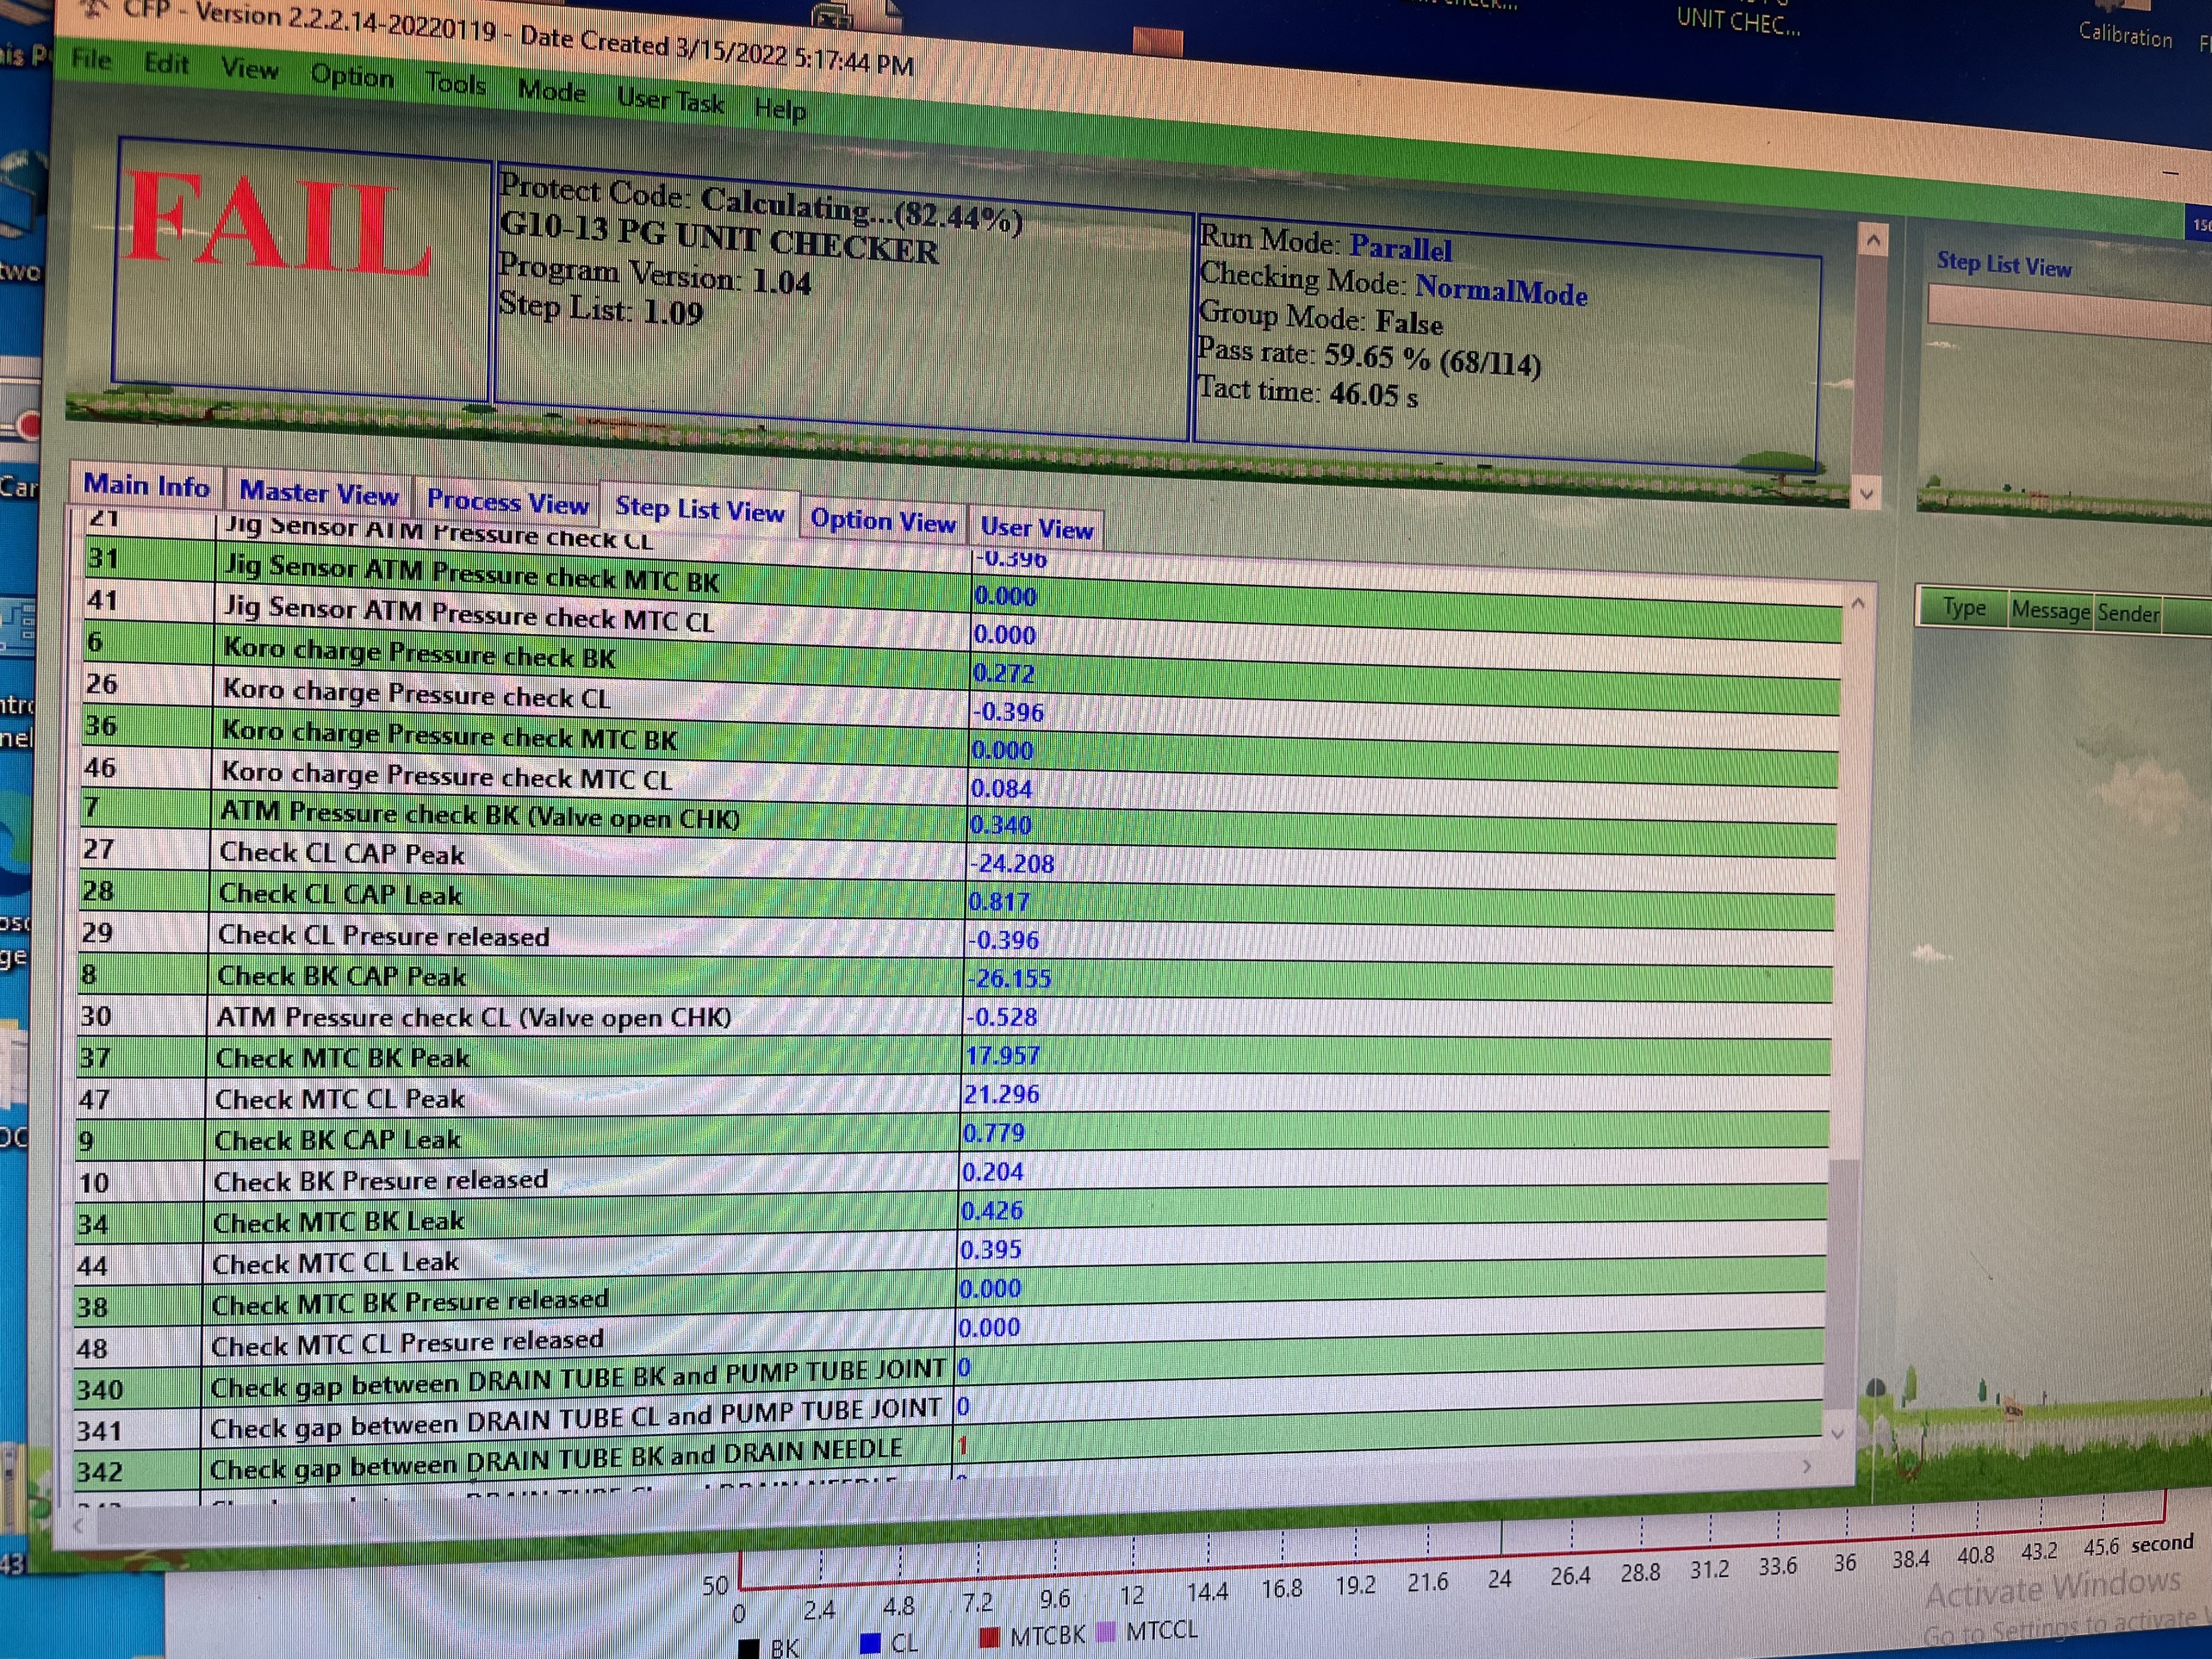 CFP - Version 2.2.2.14-20220119 - Date Created 3/15/2022 5:17:44 PM
UNIT CHEC...
Calibration
File Edit View Option Tools Mode User Task Help
FAIL
Protect Code: Calculating...(82.44%)
G10-13 PG UNIT CHECKER
Program Version: 1.04
Step List: 1.09
Run Mode: Parallel
Checking Mode: NormalMode
Group Mode: False
Pass rate: 59.65 % (68/114)
Tact time: 46.05 s
Step List View
Main Info Master View Process View Step List View Option View User View
Type Message Sender
21 Jig Sensor ATM Pressure check CL -0.396
31 Jig Sensor ATM Pressure check MTC BK 0.000
41 Jig Sensor ATM Pressure check MTC CL 0.000
6 Koro charge Pressure check BK 0.272
26 Koro charge Pressure check CL -0.396
36 Koro charge Pressure check MTC BK 0.000
46 Koro charge Pressure check MTC CL 0.084
7 ATM Pressure check BK (Valve open CHK) 0.340
27 Check CL CAP Peak -24.208
28 Check CL CAP Leak 0.817
29 Check CL Presure released -0.396
8 Check BK CAP Peak -26.155
30 ATM Pressure check CL (Valve open CHK) -0.528
37 Check MTC BK Peak 17.957
47 Check MTC CL Peak 21.296
9 Check BK CAP Leak 0.779
10 Check BK Presure released 0.204
34 Check MTC BK Leak 0.426
44 Check MTC CL Leak 0.395
38 Check MTC BK Presure released 0.000
48 Check MTC CL Presure released 0.000
340 Check gap between DRAIN TUBE BK and PUMP TUBE JOINT 0
341 Check gap between DRAIN TUBE CL and PUMP TUBE JOINT 0
342 Check gap between DRAIN TUBE BK and DRAIN NEEDLE 1
50
0 2.4 4.8 7.2 9.6 12 14.4 16.8 19.2 21.6 24 26.4 28.8 31.2 33.6 36 38.4 40.8 43.2 45.6 second
BK CL MTCBK MTCCL
Activate Windows
Go to Settings to activate